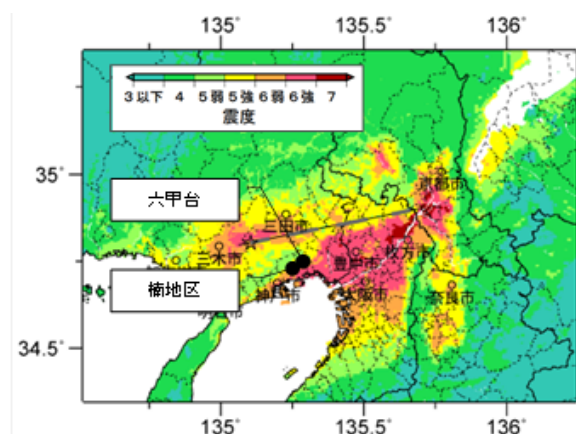 135° 135.5° 136°
3以下 4 5弱 5強 6弱 6強 7
震度
35°
京都市
六甲台
三田市
枚方市
三木市
豊中市
楠地区
神戸市
大阪市
奈良市
34.5°
135° 135.5° 136°